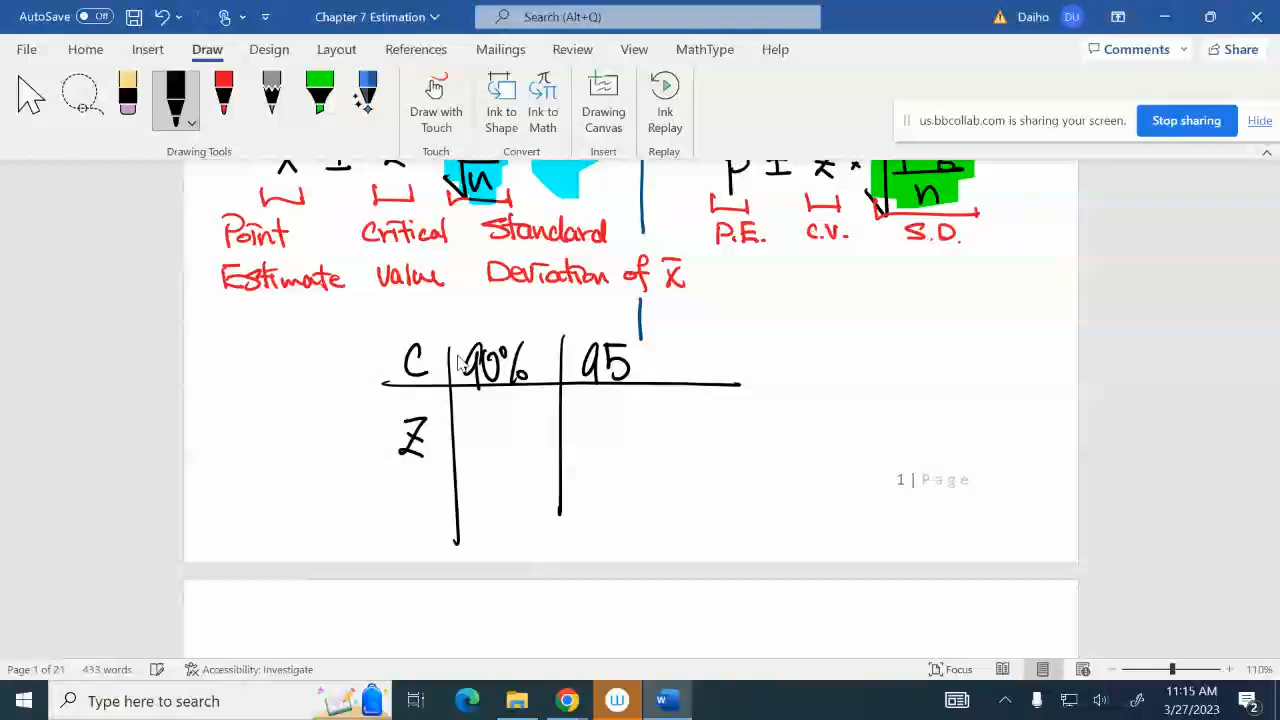 AutoSave Off Chapter 7 Estimation Search (Alt+Q) Daiho DU
File Home Insert Draw Design Layout References Mailings Review View MathType Help Comments Share
Draw with Touch Ink to Shape Ink to Math Drawing Canvas Ink Replay
Drawing Tools Touch Convert Insert Replay
us.bbcollab.com is sharing your screen. Stop sharing Hide
n n
Point Critical Standard P.E. C.V. S.D.
Estimate Value Deviation of x̄
C 90% 95
Z
1 | Page
Page 1 of 21 433 words Accessibility: Investigate Focus 110%
Type here to search W 11:15 AM
3/27/2023 2